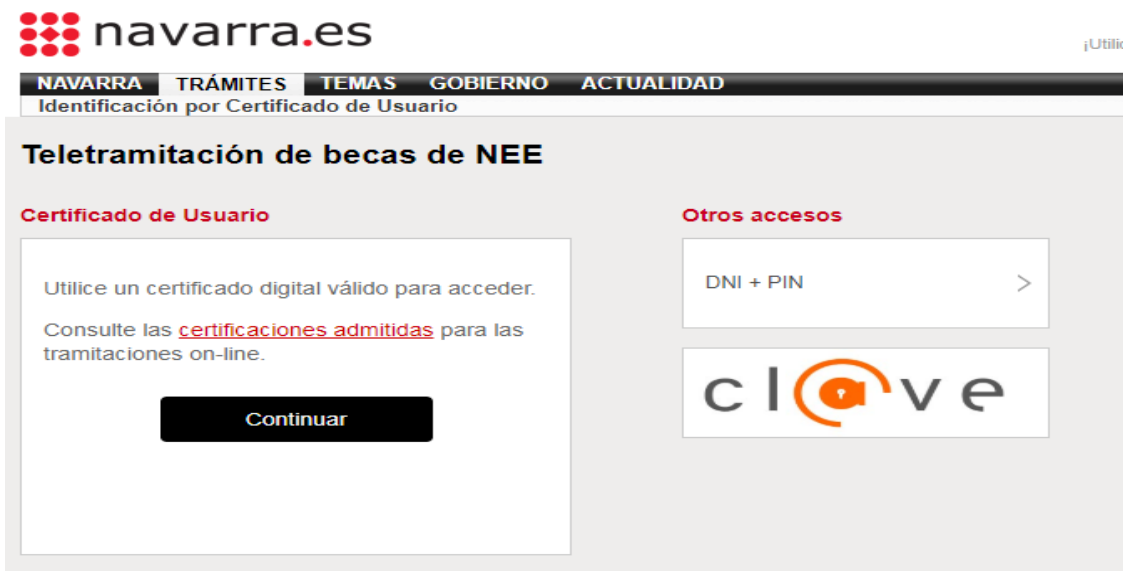 navarra.es
NAVARRA TRÁMITES TEMAS GOBIERNO ACTUALIDAD
Identificación por Certificado de Usuario
Teletramitación de becas de NEE
Certificado de Usuario
Utilice un certificado digital válido para acceder.
Consulte las certificaciones admitidas para las
tramitaciones on-line.
Continuar
Otros accesos
DNI + PIN
cl@ve